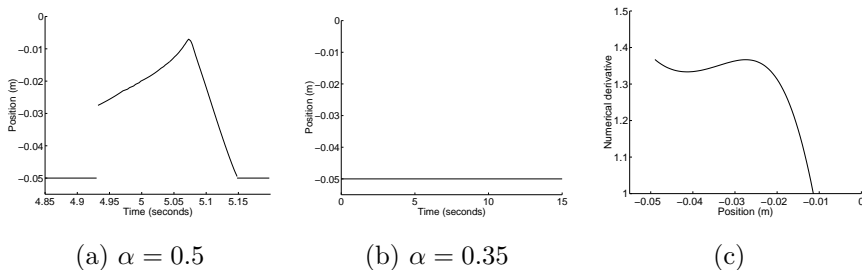 0
−0.01
−0.02
−0.03
−0.04
−0.05
Position (m)
4.85 4.9 4.95 5 5.05 5.1 5.15
Time (seconds)
(a) α = 0.5
0
−0.01
−0.02
−0.03
−0.04
−0.05
Position (m)
0 5 10 15
Time (seconds)
(b) α = 0.35
1.5
1.4
1.3
1.2
1.1
1
Numerical derivative
−0.05 −0.04 −0.03 −0.02 −0.01 0
Position (m)
(c)